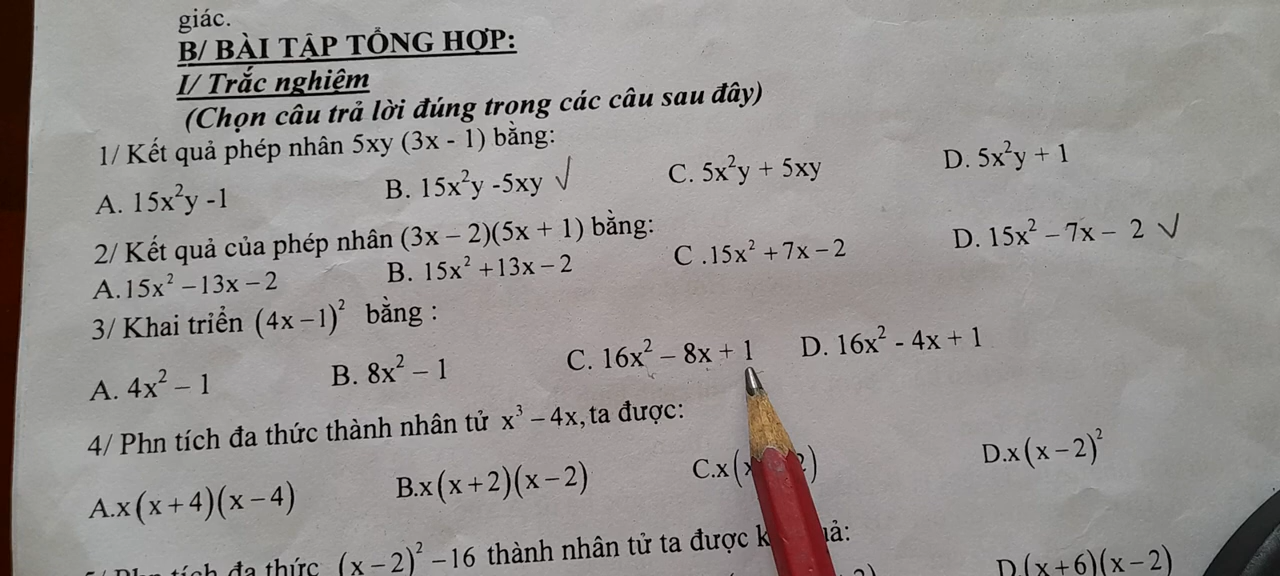 giác.
B/ BÀI TẬP TỔNG HỢP:
I/ Trắc nghiệm
(Chọn câu trả lời đúng trong các câu sau đây)
1/ Kết quả phép nhân 5xy (3x - 1) bằng:
A. 15x²y -1 B. 15x²y -5xy √ C. 5x²y + 5xy D. 5x²y + 1
2/ Kết quả của phép nhân (3x – 2)(5x + 1) bằng:
A.15x² – 13x – 2 B. 15x² +13x – 2 C .15x² + 7x – 2 D. 15x² – 7x – 2 √
3/ Khai triển (4x – 1)² bằng :
A. 4x² – 1 B. 8x² – 1 C. 16x² – 8x + 1 D. 16x² - 4x + 1
4/ Phn tích đa thức thành nhân tử x³ – 4x, ta được:
A.x(x+4)(x–4) B.x(x+2)(x–2) C.x( ) D.x(x–2)²
tích đa thức (x–2)² –16 thành nhân tử ta được
D.(x+6)(x–2)